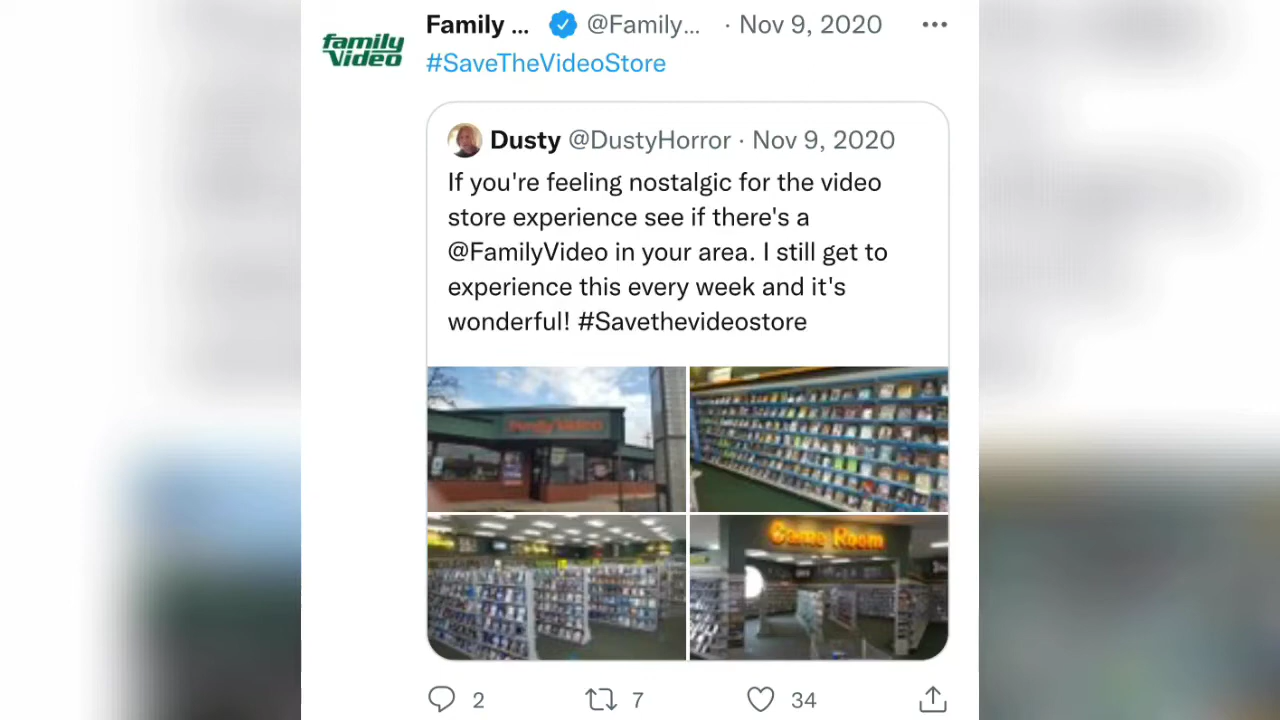 family
Video
Family ... @Family... · Nov 9, 2020
#SaveTheVideoStore
Dusty @DustyHorror · Nov 9, 2020
If you're feeling nostalgic for the video
store experience see if there's a
@FamilyVideo in your area. I still get to
experience this every week and it's
wonderful! #Savethevideostore
Family Video
Game Room
2 7 34